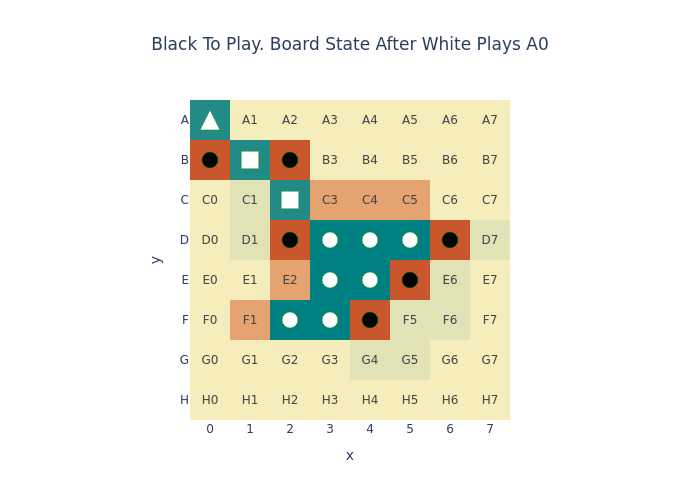 Black To Play. Board State After White Plays A0
A A1 A2 A3 A4 A5 A6 A7
B B3 B4 B5 B6 B7
C C0 C1 C3 C4 C5 C6 C7
D D0 D1 D7
E E0 E1 E2 E6 E7
F F0 F1 F5 F6 F7
G G0 G1 G2 G3 G4 G5 G6 G7
H H0 H1 H2 H3 H4 H5 H6 H7
0 1 2 3 4 5 6 7
x
y